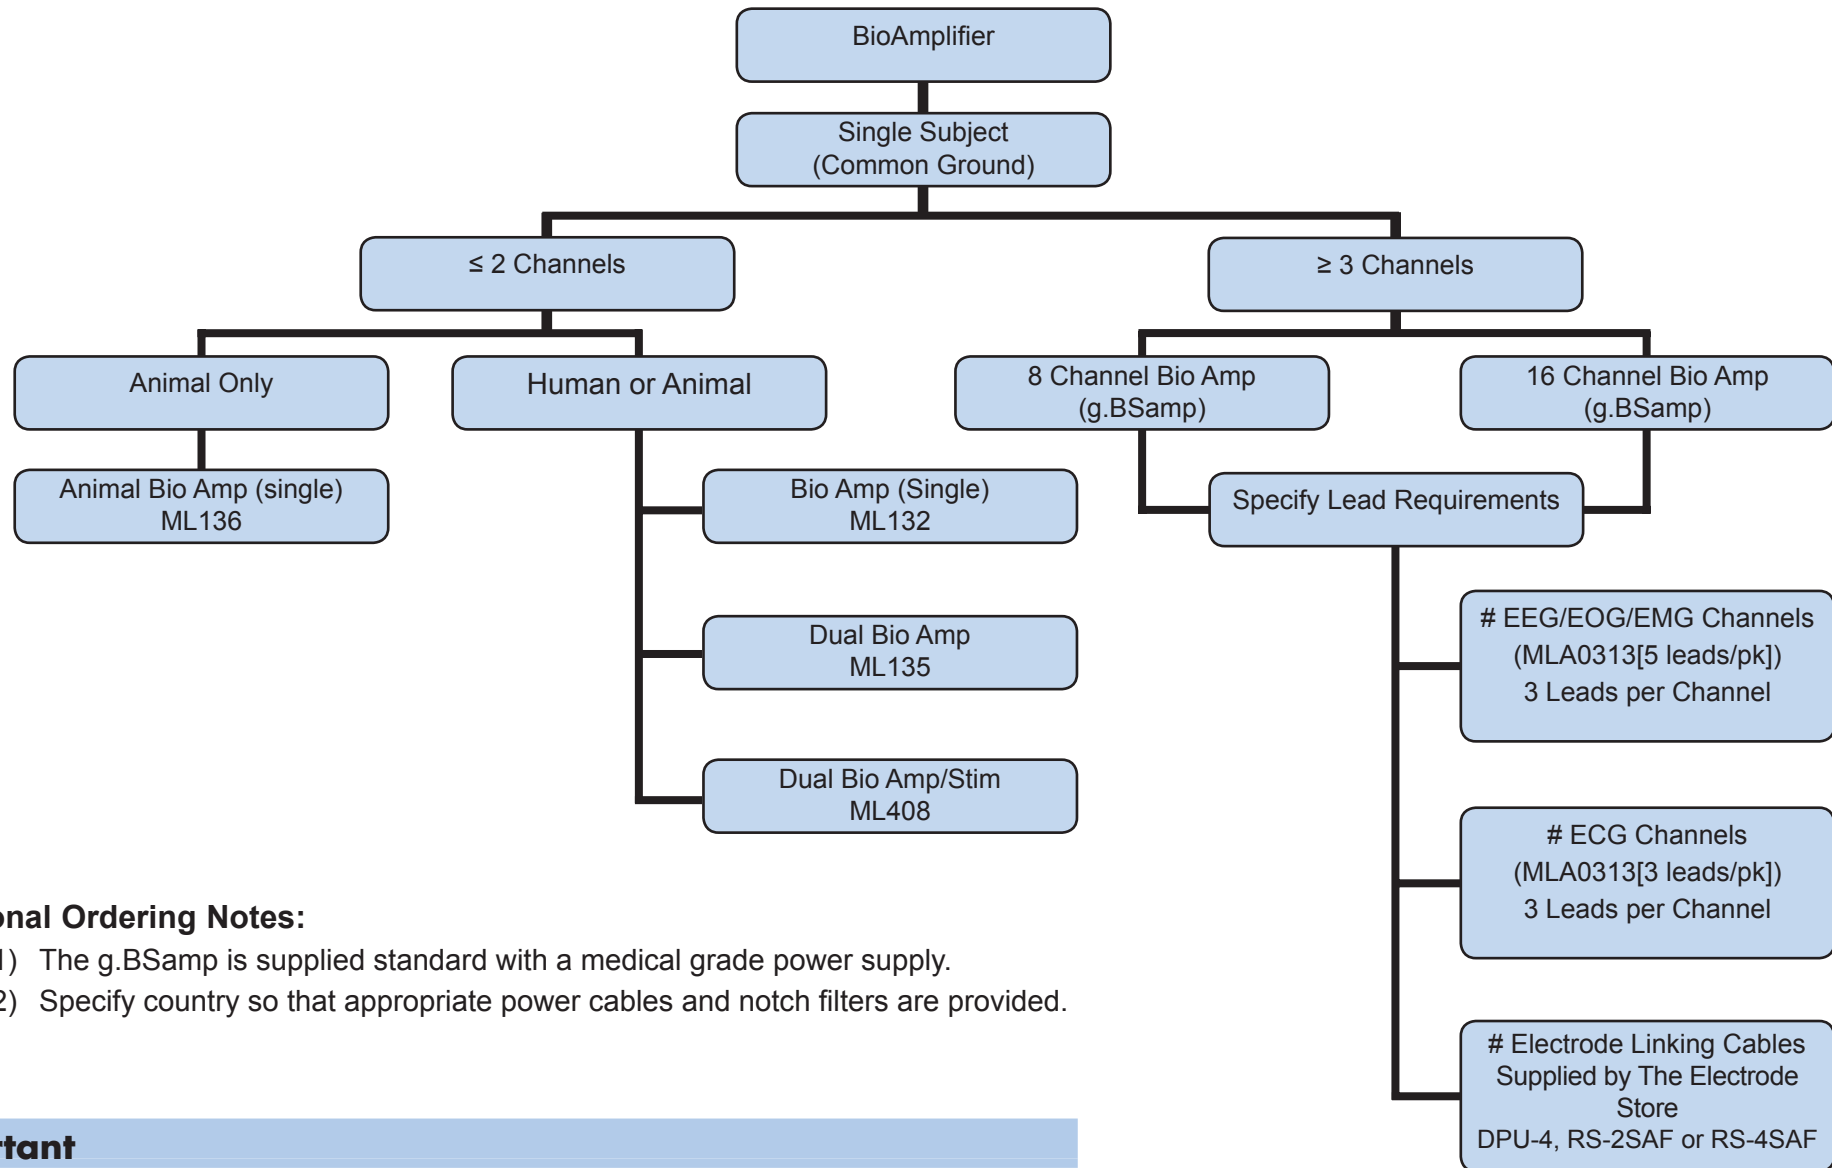 BioAmplifier
Single Subject
(Common Ground)
≤ 2 Channels
≥ 3 Channels
Animal Only
Human or Animal
8 Channel Bio Amp
(g.BSamp)
16 Channel Bio Amp
(g.BSamp)
Animal Bio Amp (single)
ML136
Bio Amp (Single)
ML132
Specify Lead Requirements
Dual Bio Amp
ML135
# EEG/EOG/EMG Channels
(MLA0313[5 leads/pk])
3 Leads per Channel
Dual Bio Amp/Stim
ML408
# ECG Channels
(MLA0313[3 leads/pk])
3 Leads per Channel
onal Ordering Notes:
1) The g.BSamp is supplied standard with a medical grade power supply.
2) Specify country so that appropriate power cables and notch filters are provided.
# Electrode Linking Cables
Supplied by The Electrode
Store
DPU-4, RS-2SAF or RS-4SAF
rtant